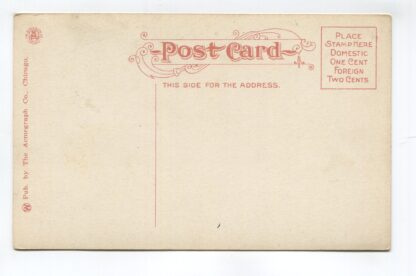 Post Card
THIS SIDE FOR THE ADDRESS.
PLACE
STAMP HERE
DOMESTIC
ONE CENT
FOREIGN
TWO CENTS
Pub. by The Acmegraph Co., Chicago.